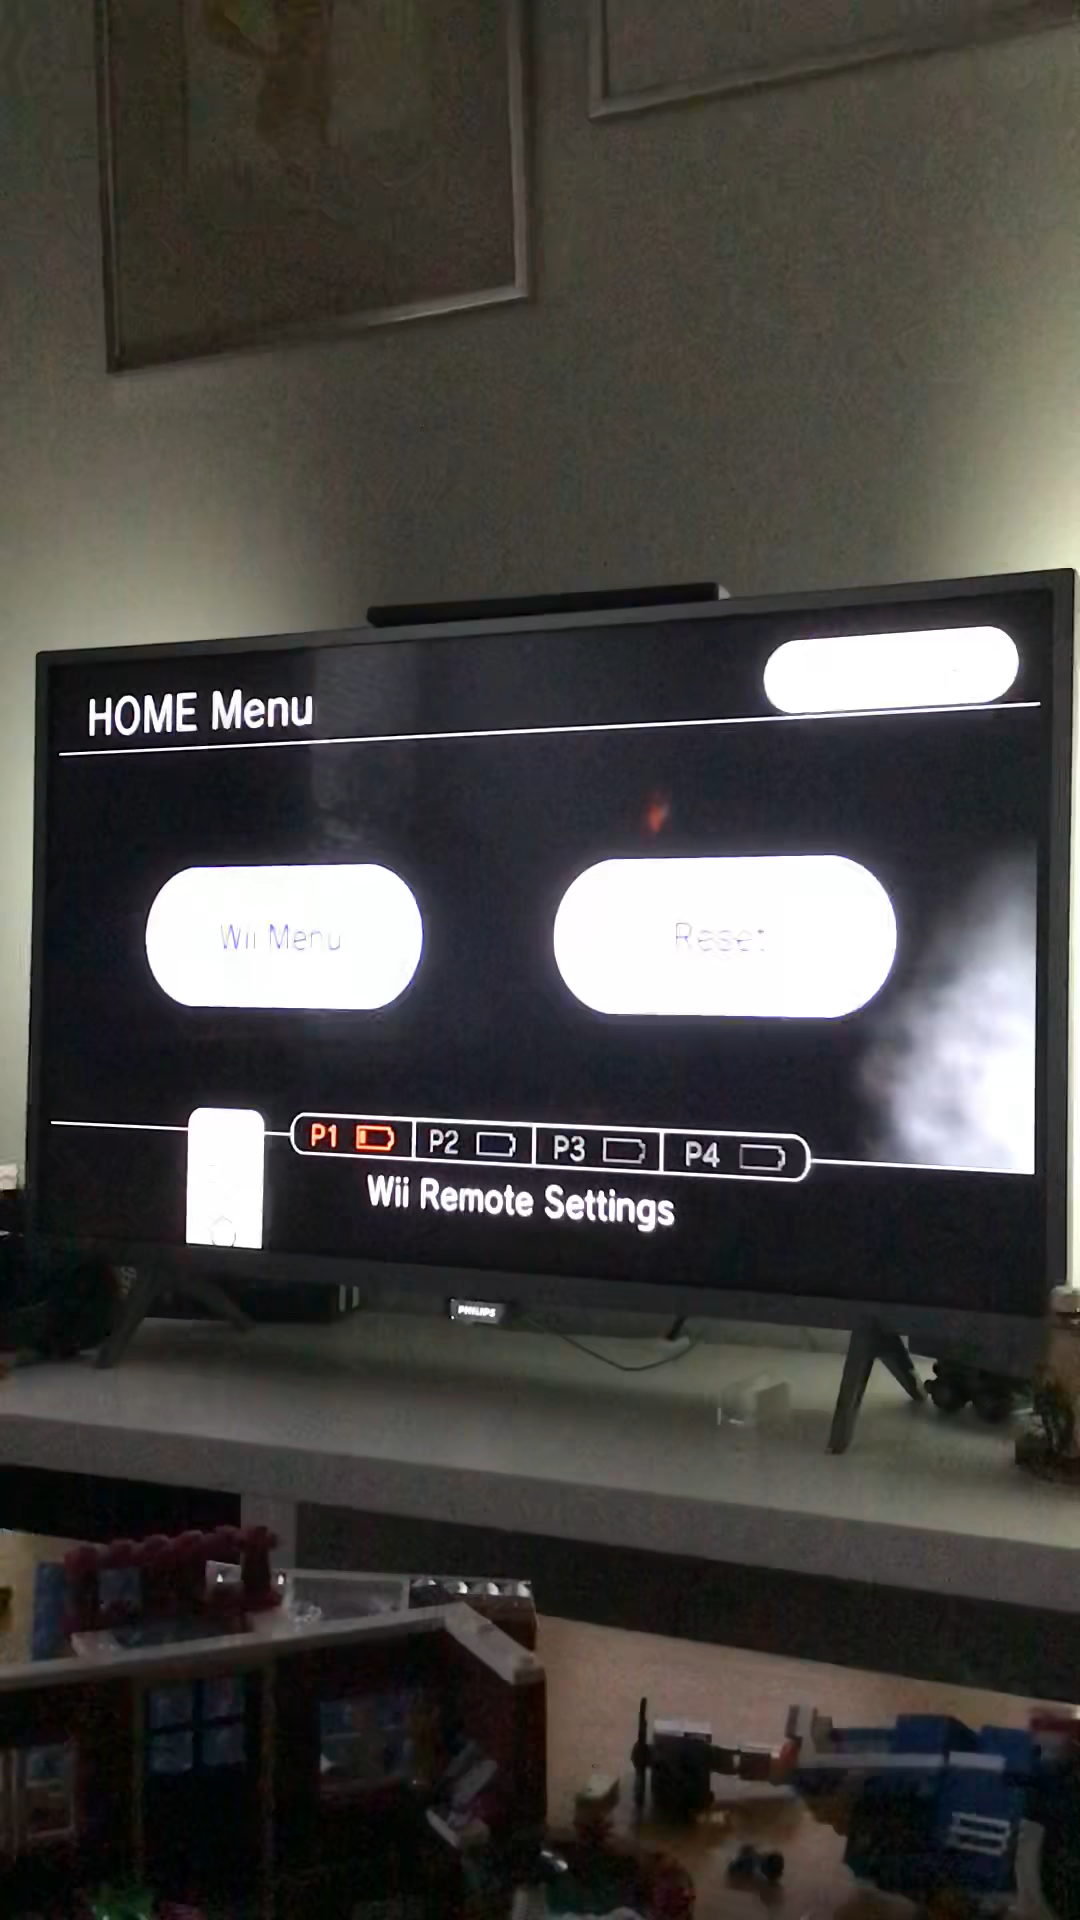 HOME Menu
Wii Menu
Reset
P1 P2 P3 P4
Wii Remote Settings
PHILIPS